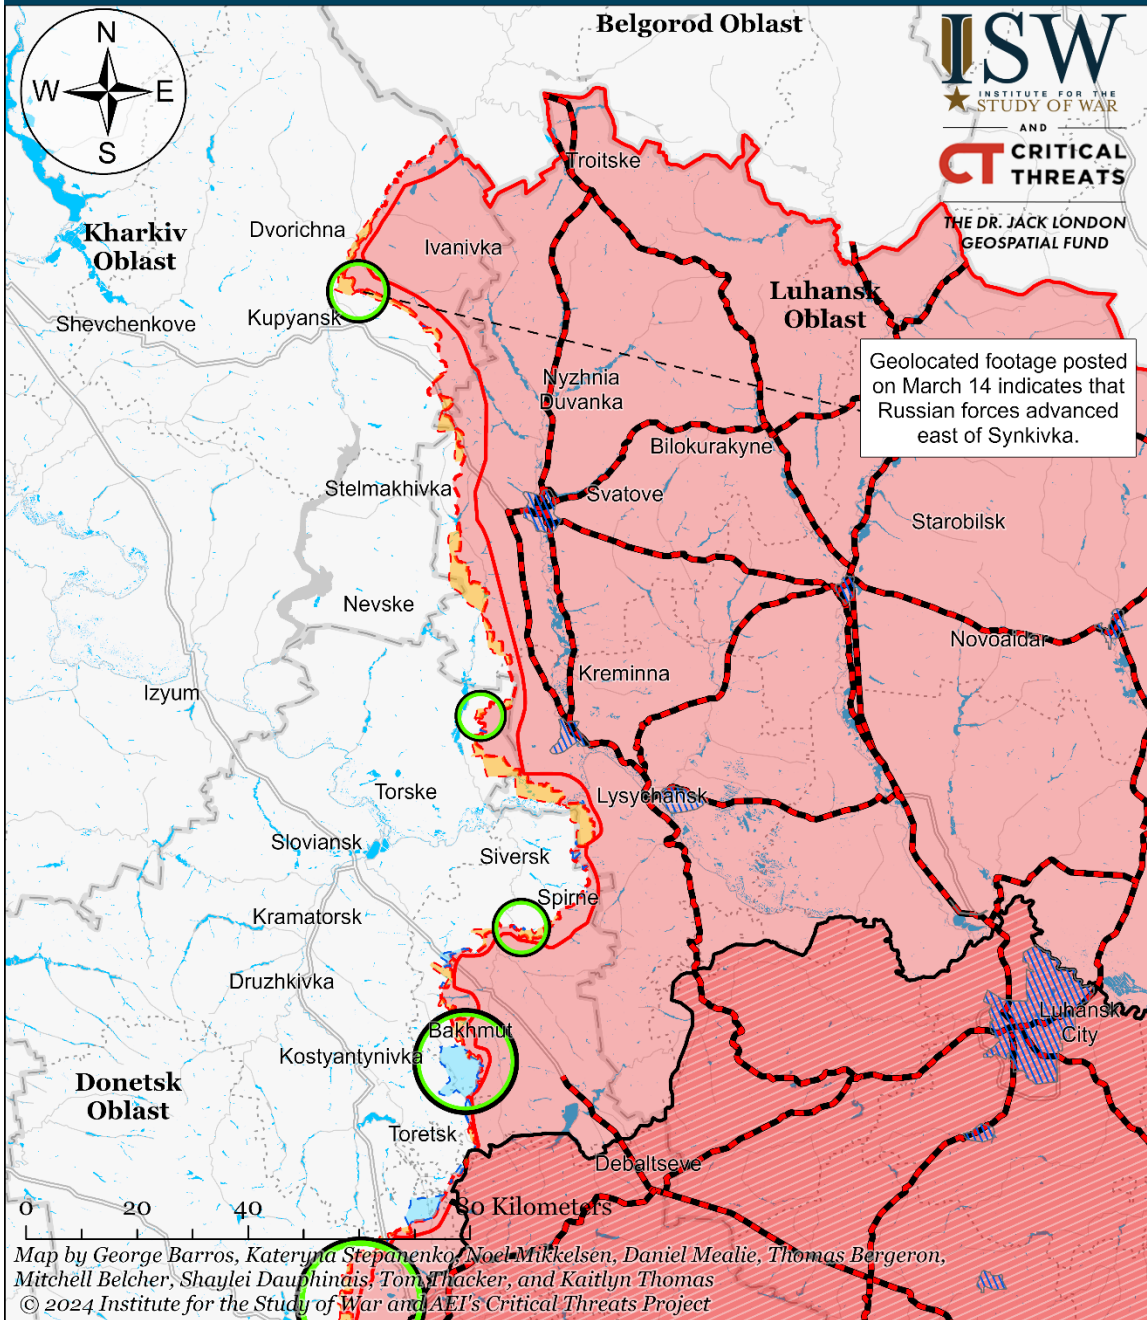 Belgorod Oblast
N
W
E
S
ISW
INSTITUTE FOR THE
STUDY OF WAR
AND
CT CRITICAL
THREATS
THE DR. JACK LONDON
GEOSPATIAL FUND
Troitske
Dvorichna
Kharkiv
Oblast
Ivanivka
Luhansk
Oblast
Shevchenkove
Kupyansk
Geolocated footage posted
on March 14 indicates that
Russian forces advanced
east of Synkivka.
Nyzhnia
Duvanka
Bilokurakyne
Stelmakhivka
Svatove
Starobilsk
Nevske
Novoaidar
Izyum
Kreminna
Torske
Lysychansk
Sloviansk
Siversk
Spirne
Kramatorsk
Druzhkivka
Luhansk
City
Bakhmut
Kostyantynivka
Donetsk
Oblast
Toretsk
Debaltseve
0 20 40 80 Kilometers
Map by George Barros, Kateryna Stepanenko, Noel Mikkelsen, Daniel Mealie, Thomas Bergeron,
Mitchell Belcher, Shaylei Dauphinais, Tom Thacker, and Kaitlyn Thomas
© 2024 Institute for the Study of War and AEI's Critical Threats Project